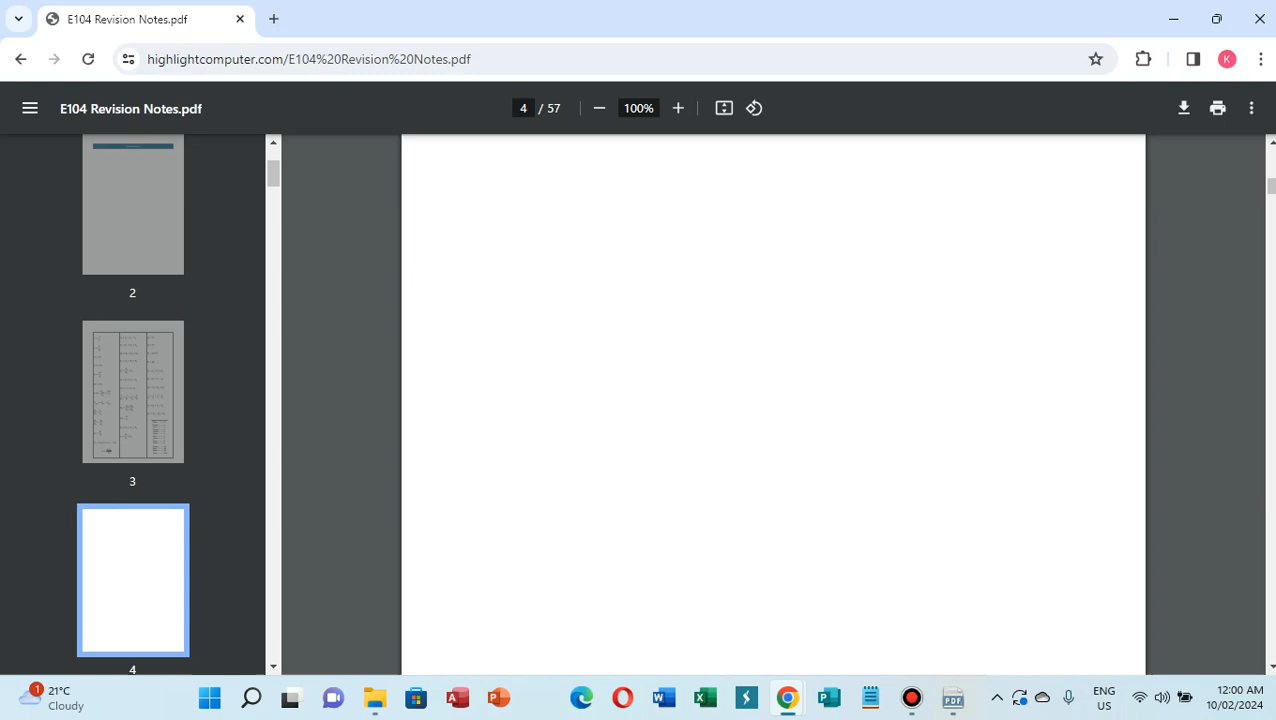 E104 Revision Notes.pdf
highlightcomputer.com/E104%20Revision%20Notes.pdf
K
E104 Revision Notes.pdf
4 / 57
100%
2
3
4
1
21°C
Cloudy
ENG
US
12:00 AM
10/02/2024